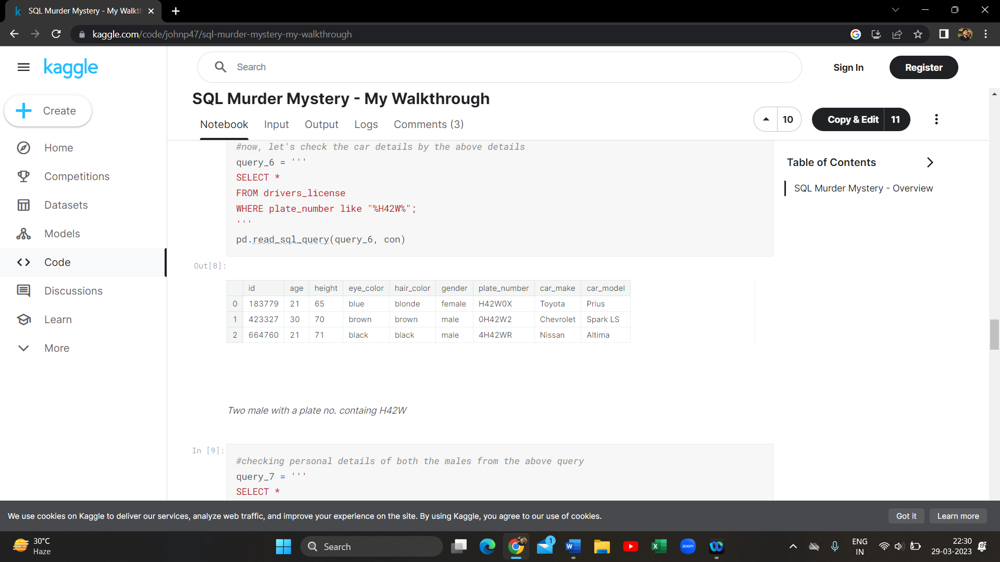 SQL Murder Mystery - My Walkth
kaggle.com/code/johnp47/sql-murder-mystery-my-walkthrough
kaggle
Search
Sign In
Register
SQL Murder Mystery - My Walkthrough
Create
Notebook
Input
Output
Logs
Comments (3)
10
Copy & Edit
11
Home
Competitions
Datasets
Models
Code
Discussions
Learn
More
#now, let's check the car details by the above details
query_6 = '''
SELECT *
FROM drivers_license
WHERE plate_number like "%H42W%";
'''
pd.read_sql_query(query_6, con)
Table of Contents
SQL Murder Mystery - Overview
Out[8]:
id age height eye_color hair_color gender plate_number car_make car_model
0 183779 21 65 blue blonde female H42W0X Toyota Prius
1 423327 30 70 brown brown male 0H42W2 Chevrolet Spark LS
2 664760 21 71 black black male 4H42WR Nissan Altima
Two male with a plate no. containg H42W
In [9]:
#checking personal details of both the males from the above query
query_7 = '''
SELECT *
We use cookies on Kaggle to deliver our services, analyze web traffic, and improve your experience on the site. By using Kaggle, you agree to our use of cookies.
Got it
Learn more
30°C
Haze
Search
1
zoom
ENG
IN
22:30
29-03-2023